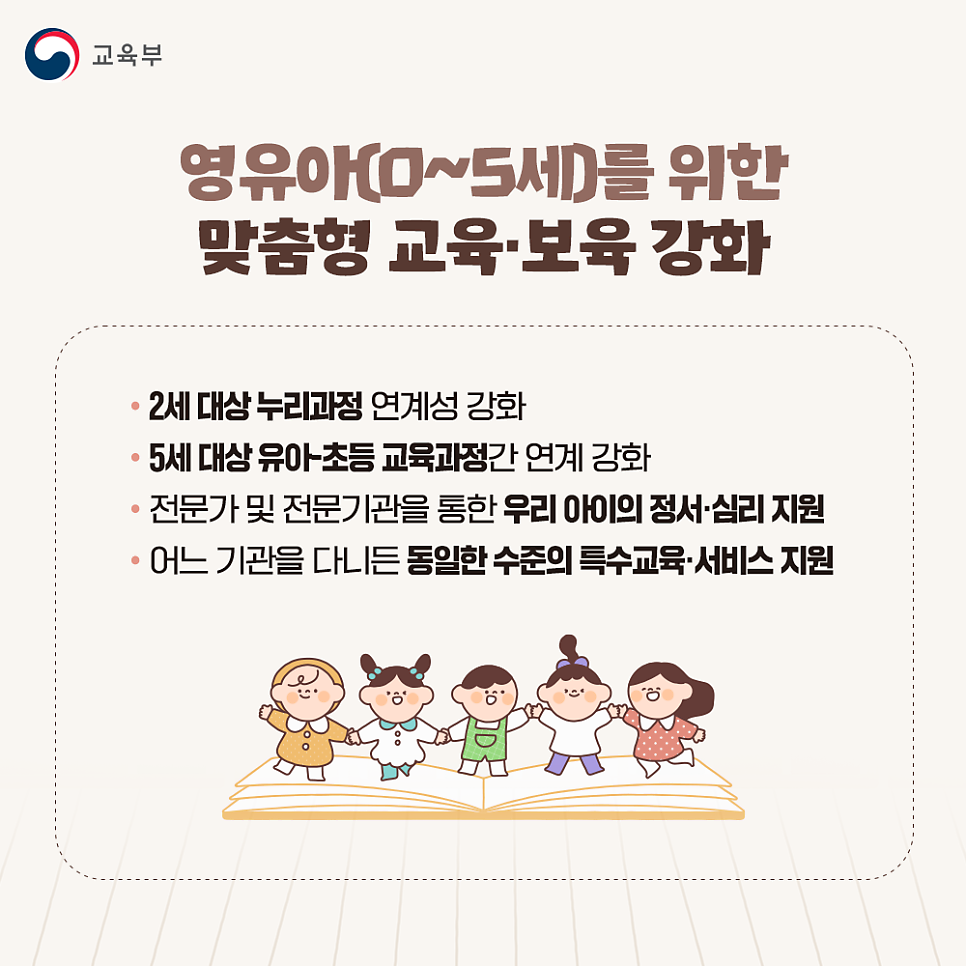 교육부
영유아(0~5세)를 위한
맞춤형 교육·보육 강화
• 2세 대상 누리과정 연계성 강화
• 5세 대상 유아-초등 교육과정간 연계 강화
• 전문가 및 전문기관을 통한 우리 아이의 정서·심리 지원
• 어느 기관을 다니든 동일한 수준의 특수교육·서비스 지원